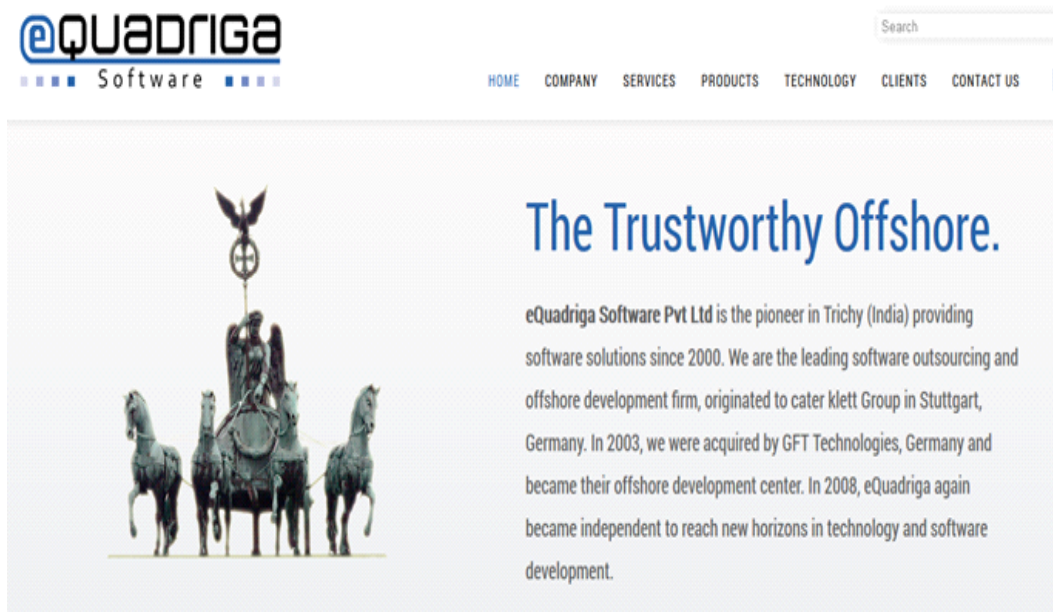 eQUaDrIGa
Software
Search
HOME COMPANY SERVICES PRODUCTS TECHNOLOGY CLIENTS CONTACT US
The Trustworthy Offshore.
eQuadriga Software Pvt Ltd is the pioneer in Trichy (India) providing
software solutions since 2000. We are the leading software outsourcing and
offshore development firm, originated to cater klett Group in Stuttgart,
Germany. In 2003, we were acquired by GFT Technologies, Germany and
became their offshore development center. In 2008, eQuadriga again
became independent to reach new horizons in technology and software
development.